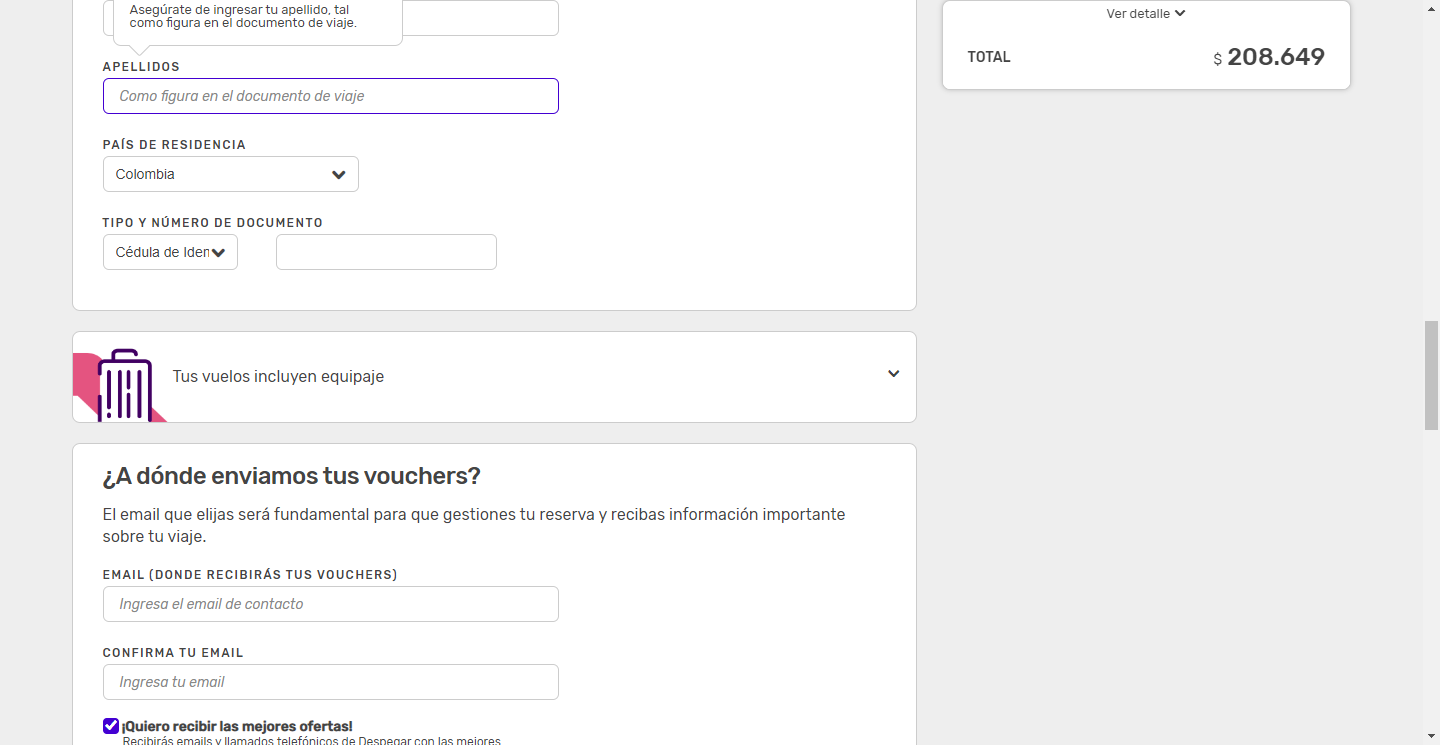 Asegúrate de ingresar tu apellido, tal
como figura en el documento de viaje.
APELLIDOS
Como figura en el documento de viaje
PAÍS DE RESIDENCIA
Colombia
TIPO Y NÚMERO DE DOCUMENTO
Cédula de Iden
Tus vuelos incluyen equipaje
¿A dónde enviamos tus vouchers?
El email que elijas será fundamental para que gestiones tu reserva y recibas información importante
sobre tu viaje.
EMAIL (DONDE RECIBIRÁS TUS VOUCHERS)
Ingresa el email de contacto
CONFIRMA TU EMAIL
Ingresa tu email
¡Quiero recibir las mejores ofertas!
Recibirás emails y llamados telefónicos de Despegar con las mejores
Ver detalle
TOTAL
$ 208.649